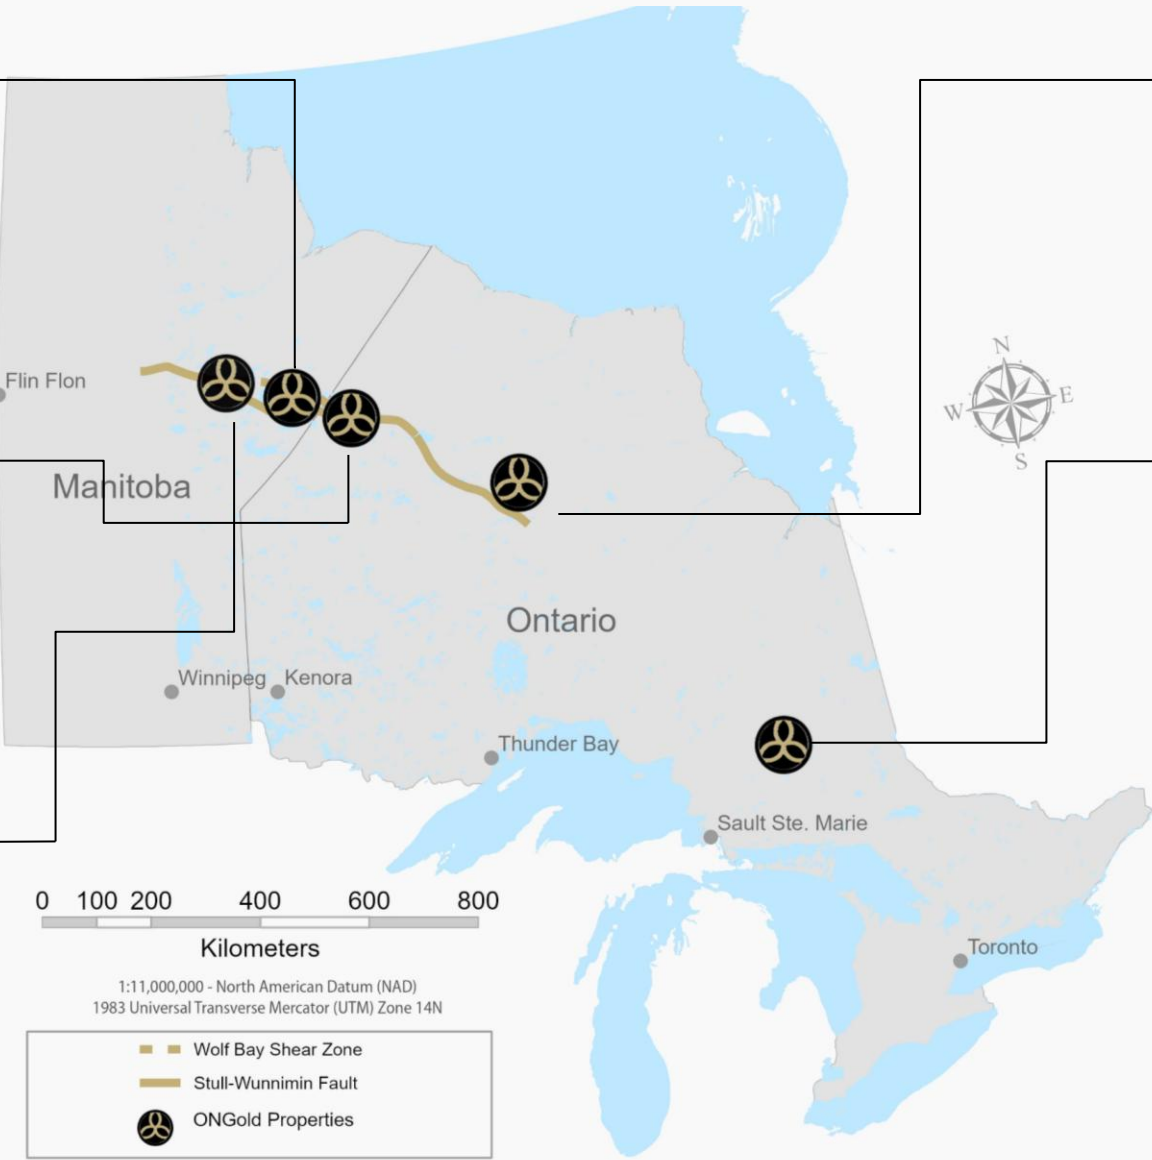 N
W
E
S
Flin Flon
Manitoba
Ontario
Winnipeg
Kenora
Thunder Bay
Sault Ste. Marie
Toronto
0 100 200 400 600 800
Kilometers
1:11,000,000 - North American Datum (NAD)
1983 Universal Transverse Mercator (UTM) Zone 14N
Wolf Bay Shear Zone
Stull-Wunnimin Fault
ONGold Properties